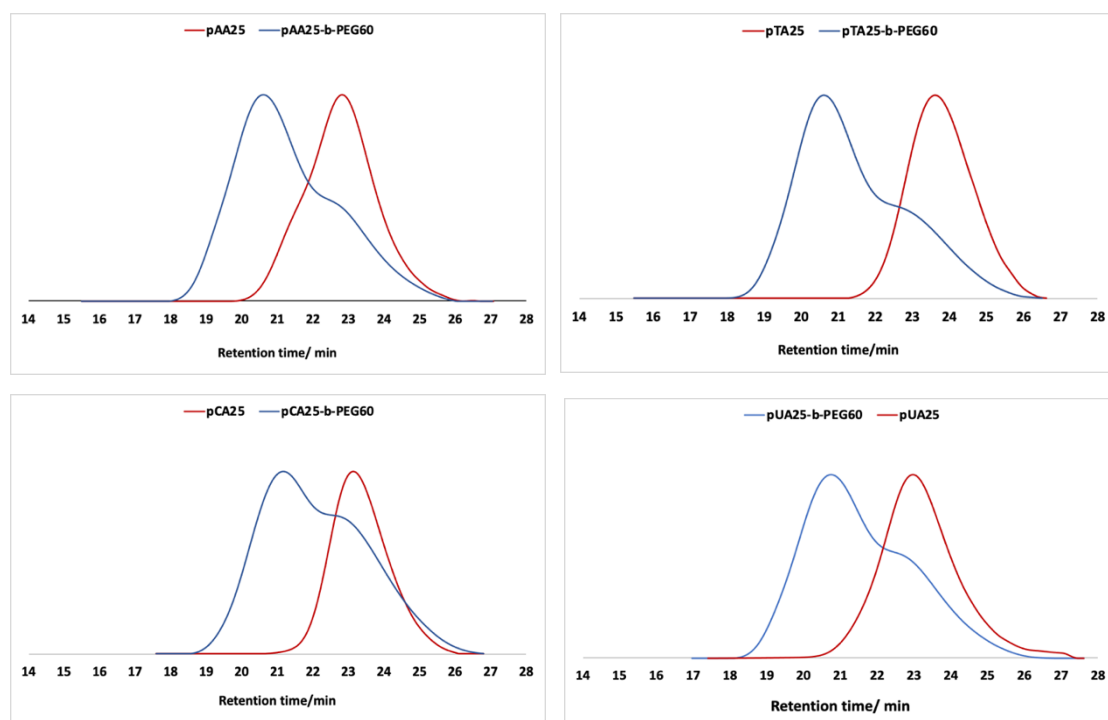 pAA25 pAA25-b-PEG60
14 15 16 17 18 19 20 21 22 23 24 25 26 27 28
Retention time/ min
pTA25 pTA25-b-PEG60
14 15 16 17 18 19 20 21 22 23 24 25 26 27 28
Retention time/min
pCA25 pCA25-b-PEG60
14 15 16 17 18 19 20 21 22 23 24 25 26 27 28
Retention time/min
pUA25-b-PEG60 pUA25
14 15 16 17 18 19 20 21 22 23 24 25 26 27 28
Retention time/ min